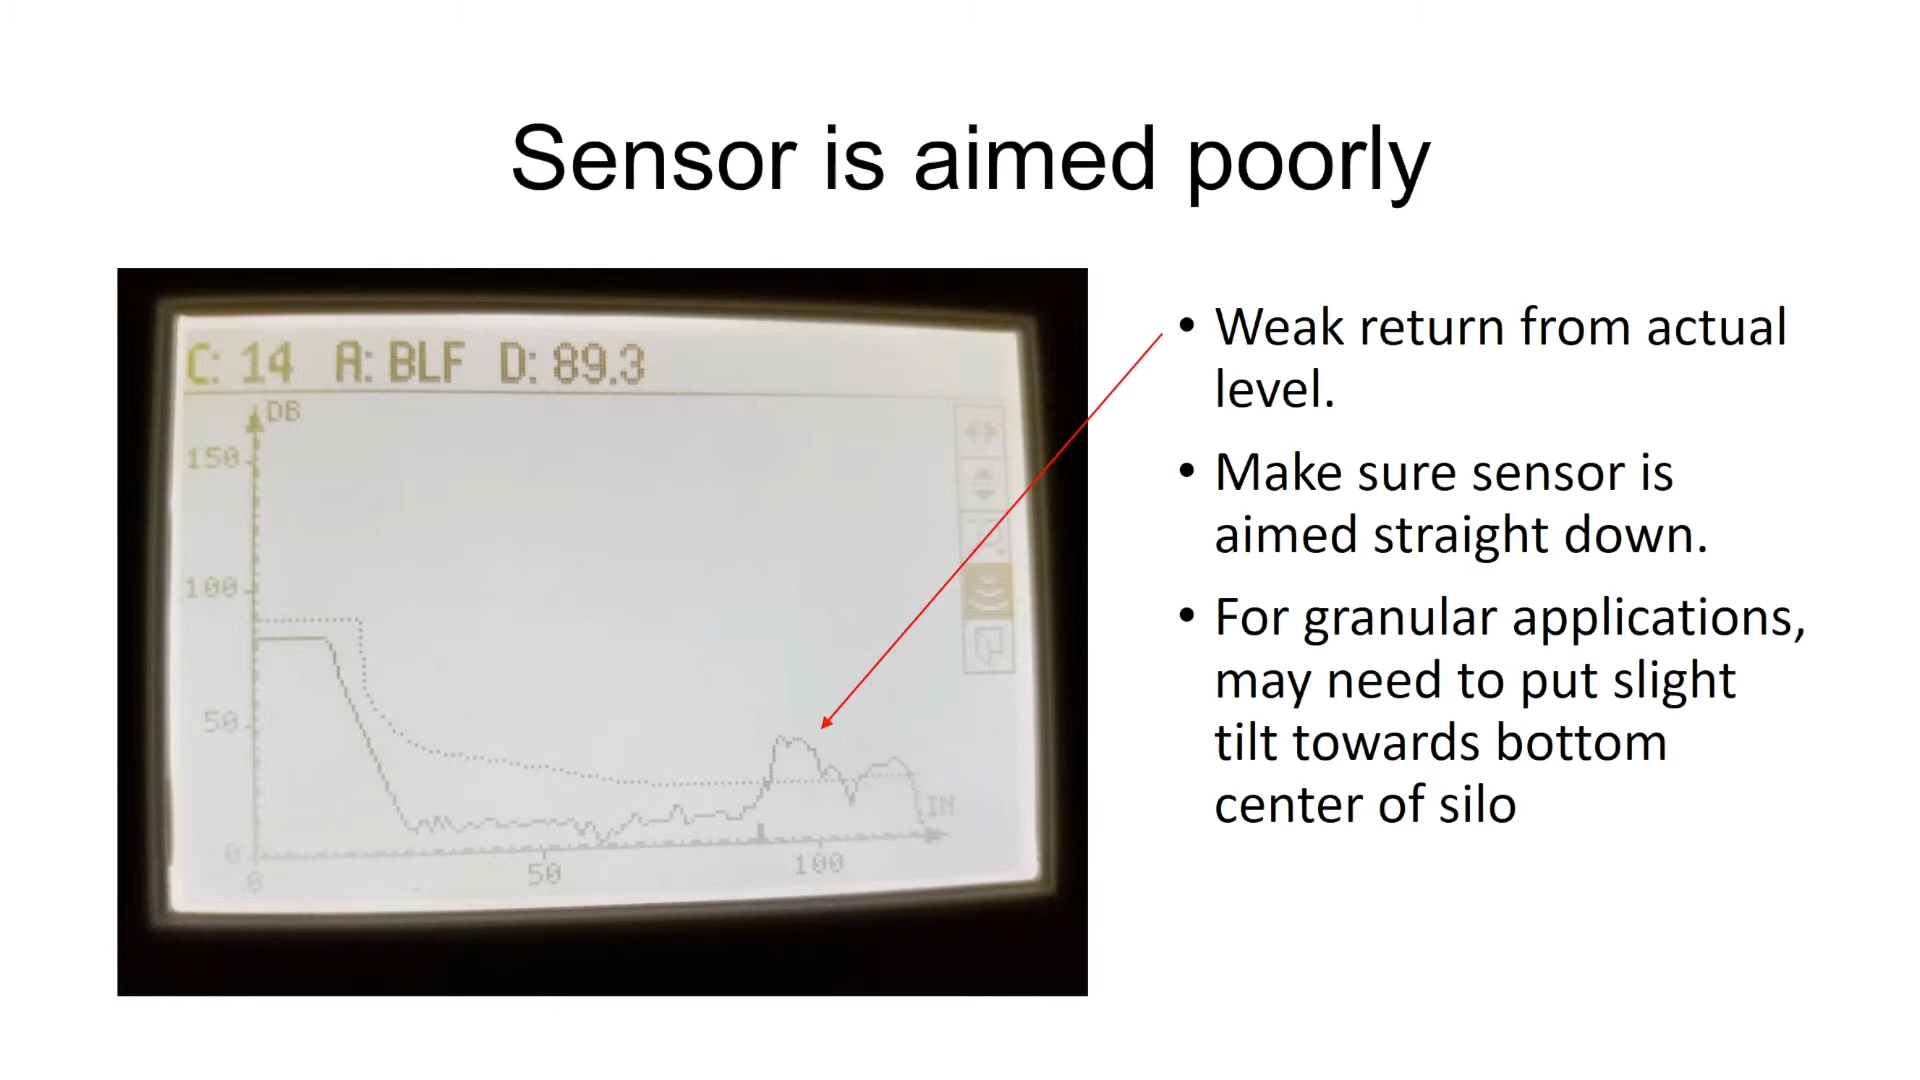 Sensor is aimed poorly
C: 14 A: BLF D: 89.3
DB
150
100
50
0
0
50
100
IN
• Weak return from actual
level.
• Make sure sensor is
aimed straight down.
• For granular applications,
may need to put slight
tilt towards bottom
center of silo